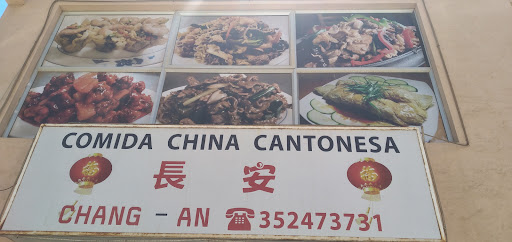 COMIDA CHINA CANTONESA
長 安
CHANG - AN ☎ 352473731